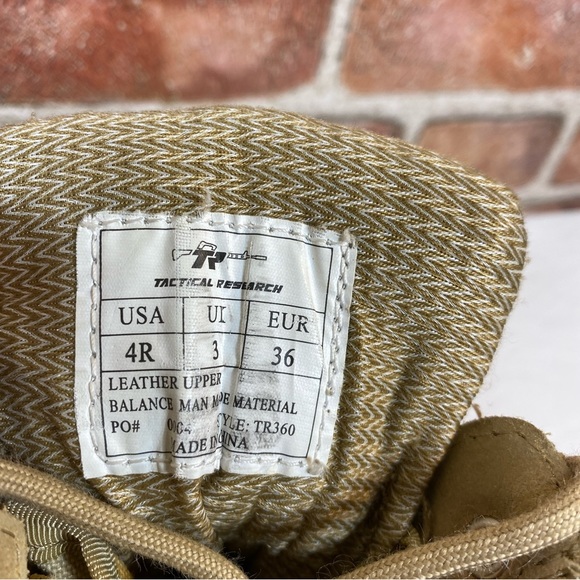 TR
TACTICAL RESEARCH
USA EUR
4R 3 36
LEATHER UPPER
BALANCE MAN MADE MATERIAL
PO# STYLE: TR360
MADE IN CHINA